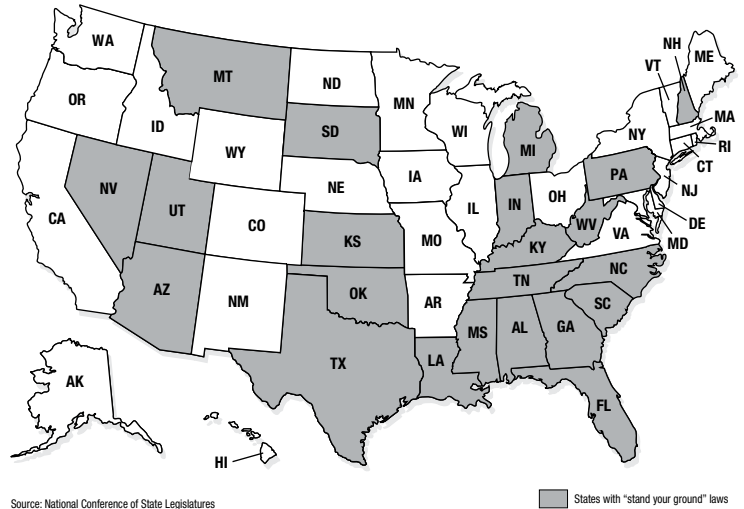 WA
MT
ND
MN
OR
ID
SD
WI
MI
WY
NE
IA
NV
UT
CO
CA
KS
MO
IL
IN
OH
PA
NY
VT
NH
ME
MA
RI
CT
NJ
DE
MD
WV
VA
KY
AZ
NM
OK
AR
TN
NC
SC
MS
AL
GA
TX
LA
FL
AK
HI
Source: National Conference of State Legislatures
States with “stand your ground” laws